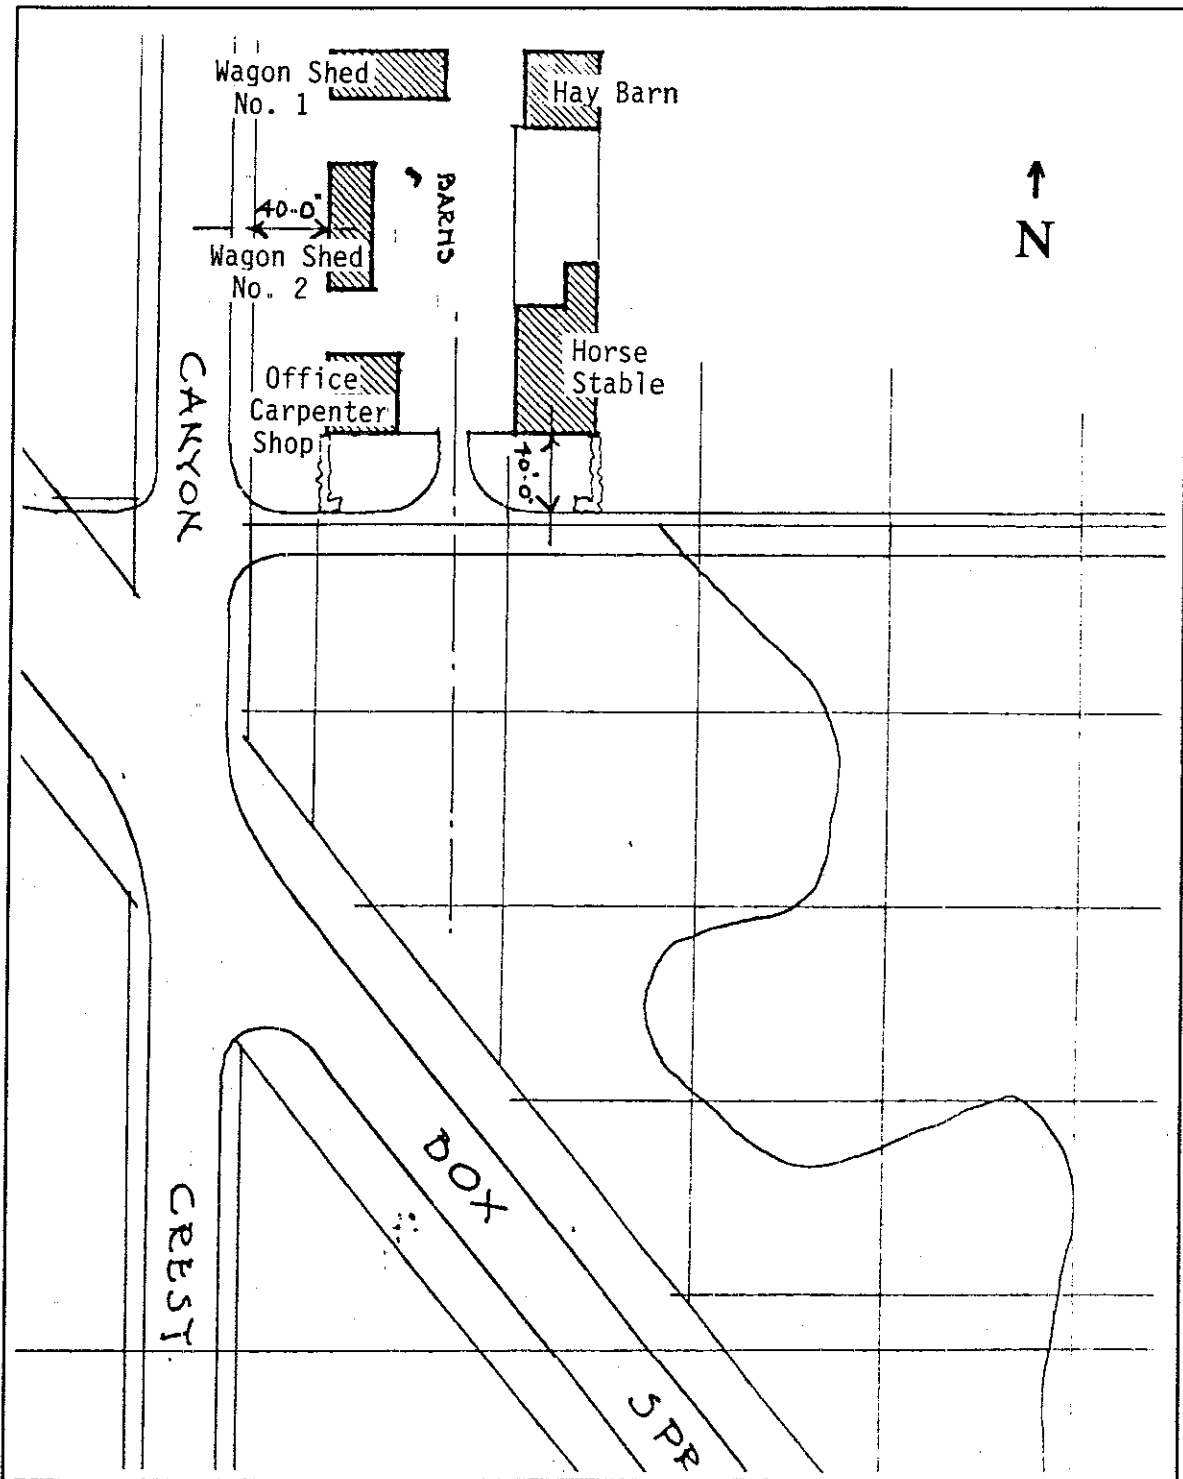 Wagon Shed
No. 1
Hay Barn
N
BARNS
40-0"
Wagon Shed
No. 2
Horse
Stable
Office
Carpenter
Shop
40'.0"
CANYON
BOX
SPR
CREST